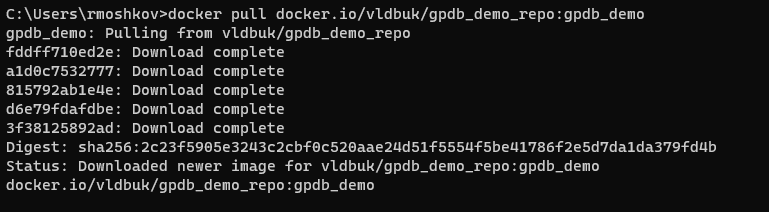 C:\Users\rmoshkov>docker pull docker.io/vldbuk/gpdb_demo_repo:gpdb_demo
gpdb_demo: Pulling from vldbuk/gpdb_demo_repo
fddff710ed2e: Download complete
a1d0c7532777: Download complete
815792ab1e4e: Download complete
d6e79fdafdbe: Download complete
3f38125892ad: Download complete
Digest: sha256:2c23f5905e3243c2cbf0c520aae24d51f5554f5be41786f2e5d7da1da379fd4b
Status: Downloaded newer image for vldbuk/gpdb_demo_repo:gpdb_demo
docker.io/vldbuk/gpdb_demo_repo:gpdb_demo